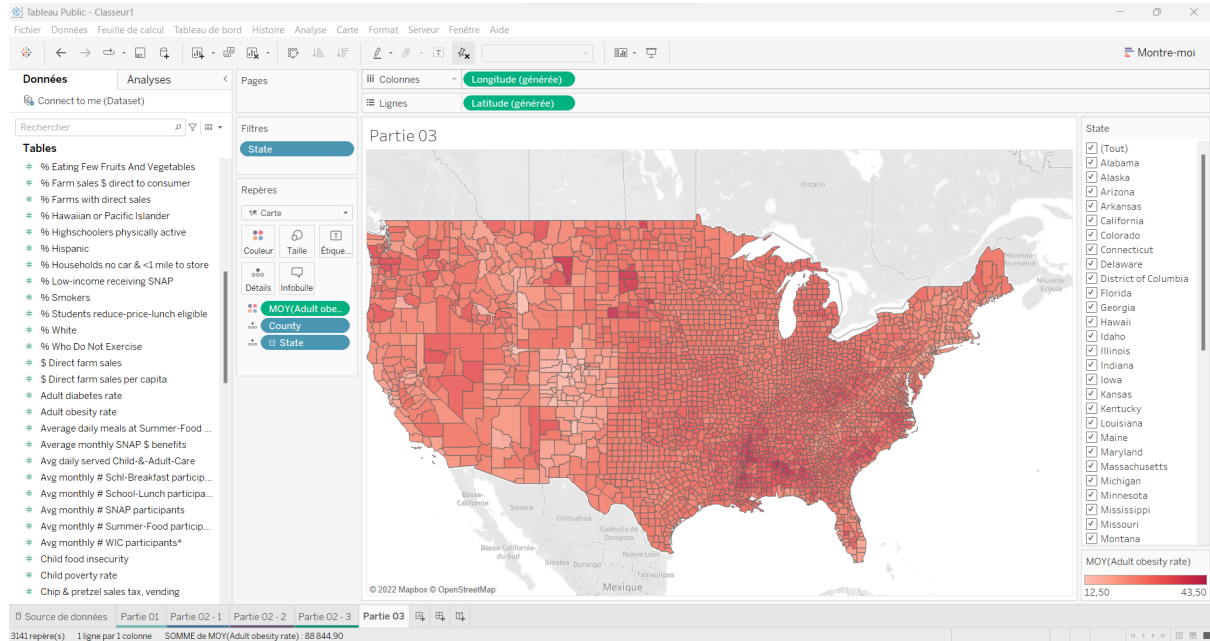 Tableau Public - Classeur1
Fichier Données Feuille de calcul Tableau de bord Histoire Analyse Carte Format Serveur Fenêtre Aide
Montre-moi
Données Analyses
Connect to me (Dataset)
Rechercher
Tables
% Eating Few Fruits And Vegetables
% Farm sales $ direct to consumer
% Farms with direct sales
% Hawaiian or Pacific Islander
% Highschoolers physically active
% Hispanic
% Households no car & <1 mile to store
% Low-income receiving SNAP
% Smokers
% Students reduce-price-lunch eligible
% White
% Who Do Not Exercise
$ Direct farm sales
$ Direct farm sales per capita
Adult diabetes rate
Adult obesity rate
Average daily meals at Summer-Food ...
Average monthly SNAP $ benefits
Avg daily served Child-&-Adult-Care
Avg monthly # Schl-Breakfast particip...
Avg monthly # School-Lunch participa...
Avg monthly # SNAP participants
Avg monthly # Summer-Food particip...
Avg monthly # WIC participants*
Child food insecurity
Child poverty rate
Chip & pretzel sales tax, vending
Pages
Filtres
State
Repères
Carte
Couleur Taille Étique...
Détails Infobulle
MOY(Adult obe..
County
State
Colonnes Longitude (générée)
Lignes Latitude (générée)
Partie 03
Ontario
Nouveau-
Brunswick
Nouvelle-
Écosse
Basse-
Californie
Sonora
Chihuahua
Coahuila de
Zaragoza
Basse-Californie-
du-Sud
Nuevo León
Sinaloa Durango
Tamaulipas
Mexique
© 2022 Mapbox © OpenStreetMap
State
(Tout)
Alabama
Alaska
Arizona
Arkansas
California
Colorado
Connecticut
Delaware
District of Columbia
Florida
Georgia
Hawaii
Idaho
Illinois
Indiana
Iowa
Kansas
Kentucky
Louisiana
Maine
Maryland
Massachusetts
Michigan
Minnesota
Mississippi
Missouri
Montana
MOY(Adult obesity rate)
12,50 43,50
Source de données Partie 01 Partie 02 - 1 Partie 02 - 2 Partie 02 - 3 Partie 03
3141 repère(s) 1 ligne par 1 colonne SOMME de MOY(Adult obesity rate) : 88 844,90